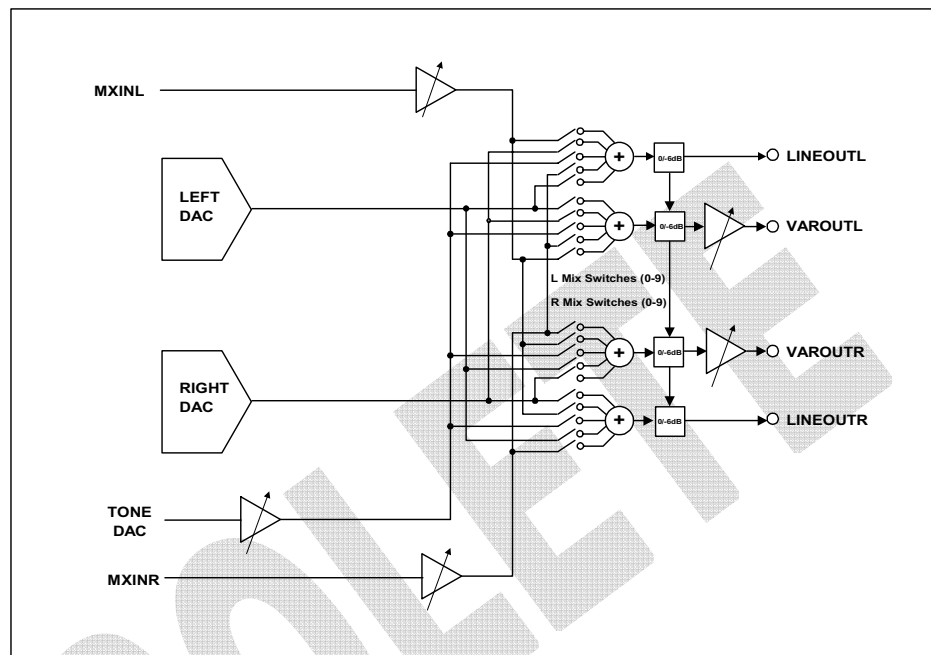 MXINL
LEFT
DAC
RIGHT
DAC
TONE
DAC
MXINR
+
0/-6dB
LINEOUTL
+
0/-6dB
VAROUTL
L Mix Switches (0-9)
R Mix Switches (0-9)
+
0/-6dB
VAROUTR
+
0/-6dB
LINEOUTR
OLETE